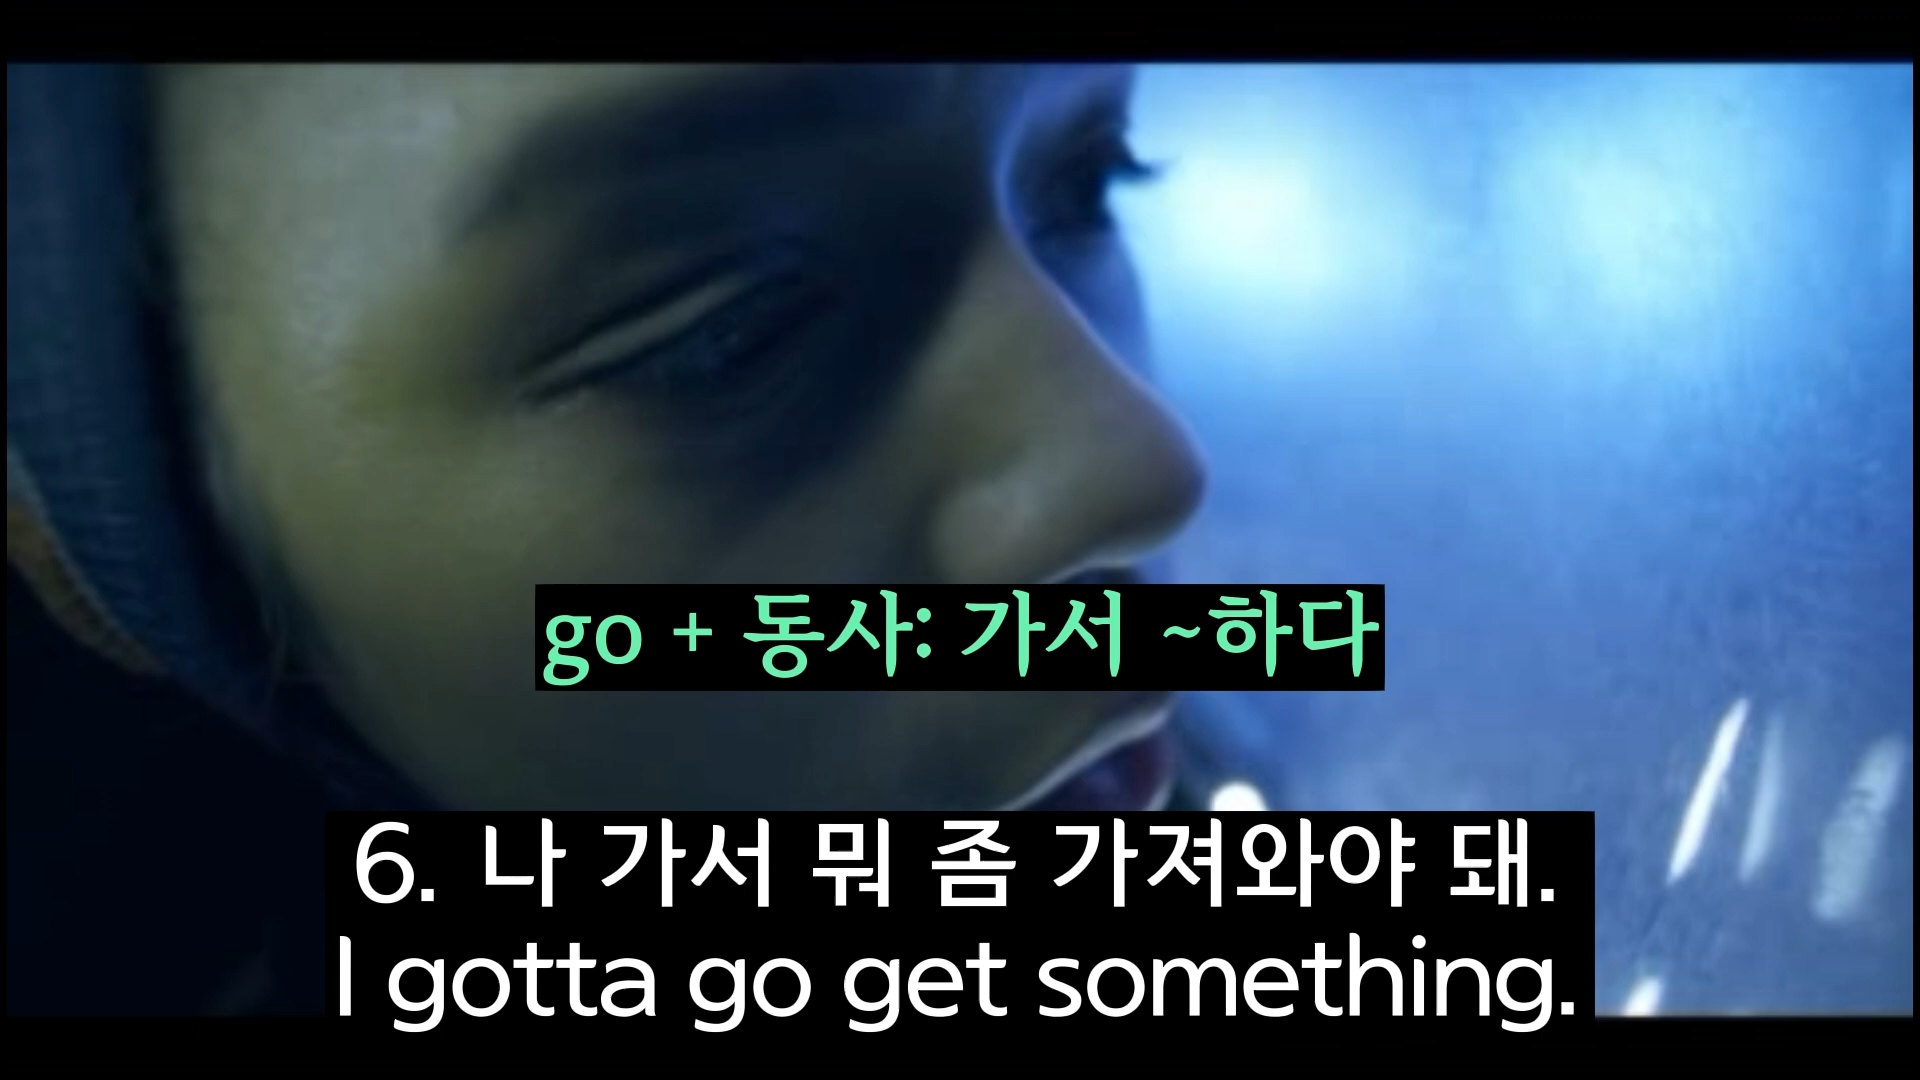 go + 동사: 가서 ~하다
6. 나 가서 뭐 좀 가져와야 돼.
I gotta go get something.